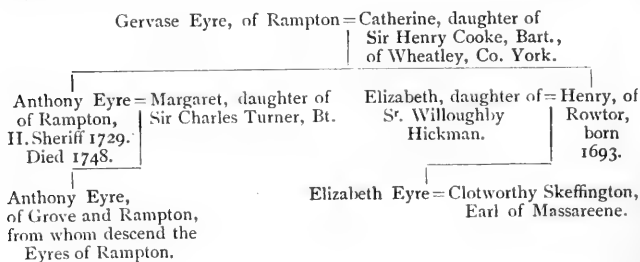 Gervase Eyre, of Rampton = Catherine, daughter of
Sir Henry Cooke, Bart.,
of Wheatley, Co. York.
Anthony Eyre = Margaret, daughter of
of Rampton, Sir Charles Turner, Bt.
H. Sheriff 1729.
Died 1748.
Elizabeth, daughter of = Henry, of
Sr. Willoughby Rowtor,
Hickman. born
1693.
Anthony Eyre,
of Grove and Rampton,
from whom descend the
Eyres of Rampton.
Elizabeth Eyre = Clotworthy Skeffington,
Earl of Massareene.